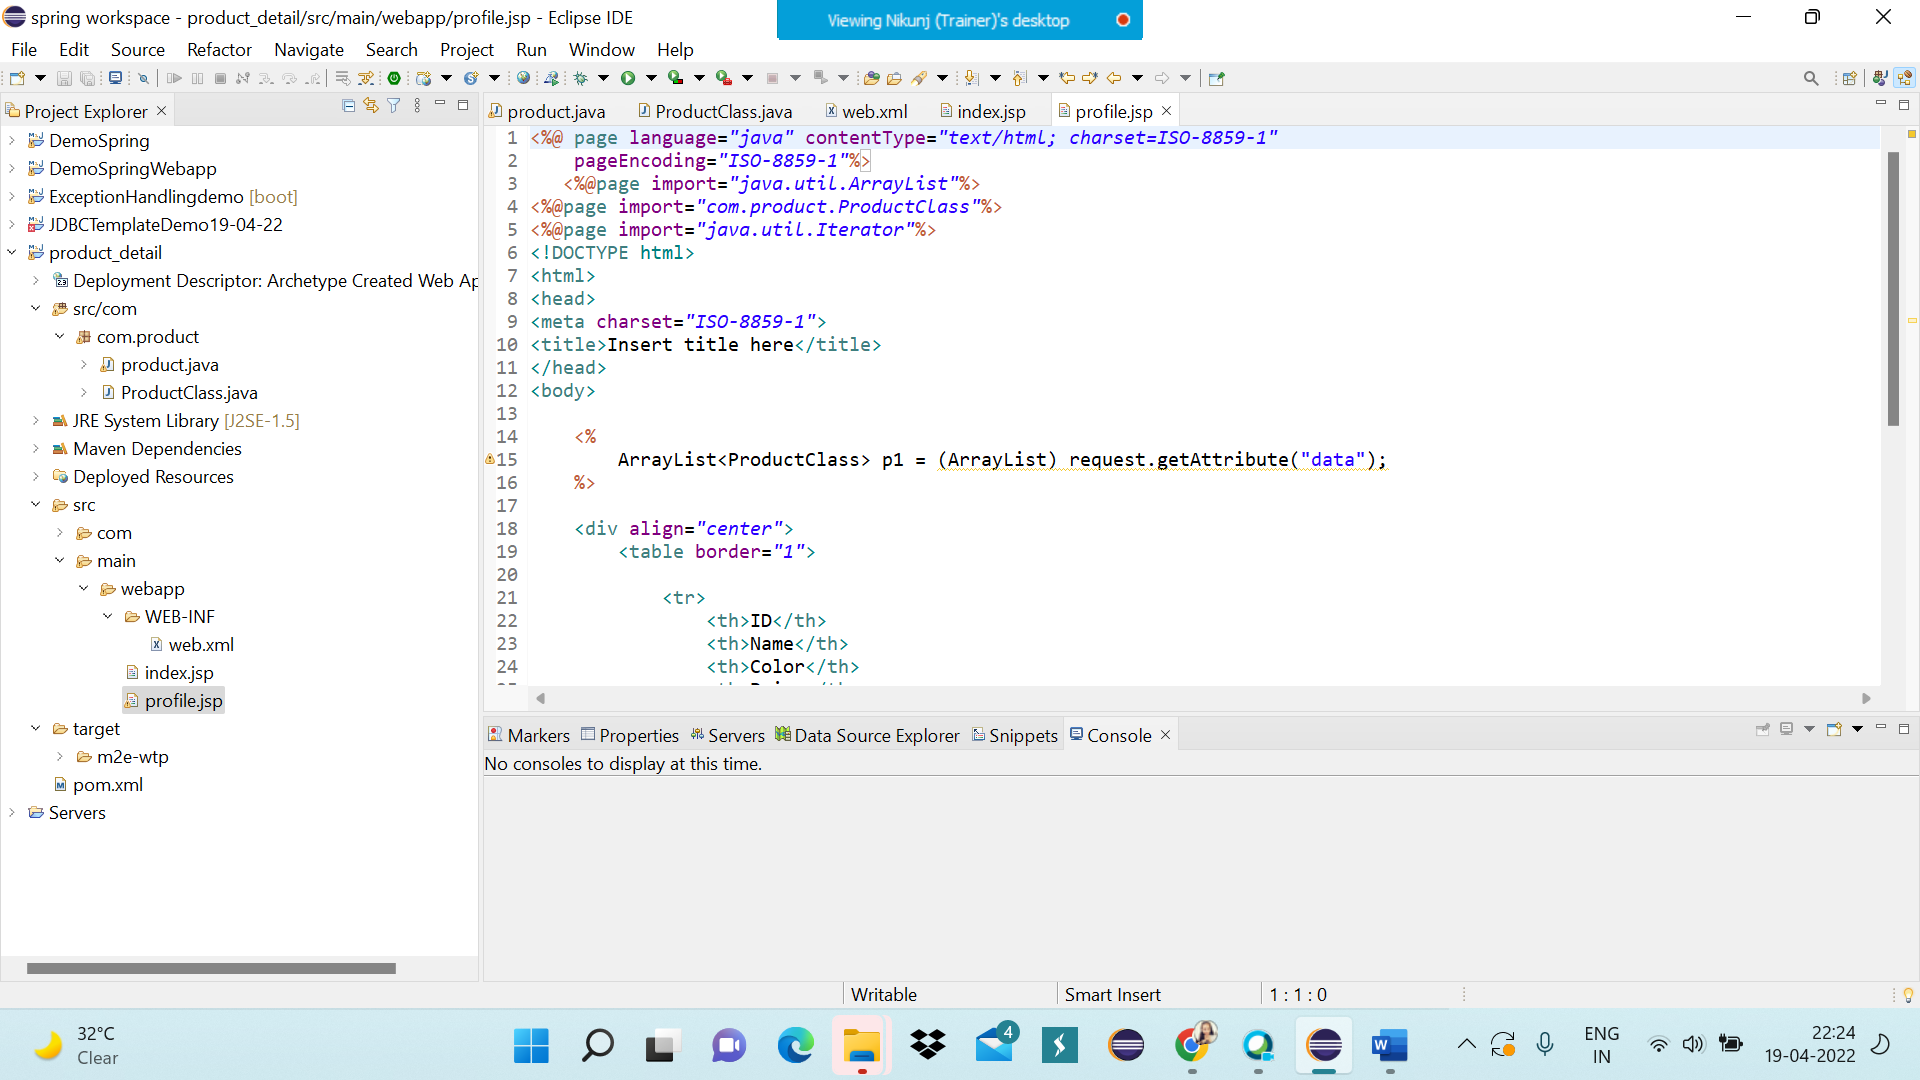 spring workspace - product_detail/src/main/webapp/profile.jsp - Eclipse IDE
Viewing Nikunj (Trainer)'s desktop
File Edit Source Refactor Navigate Search Project Run Window Help
Project Explorer
DemoSpring
DemoSpringWebapp
ExceptionHandlingdemo [boot]
JDBCTemplateDemo19-04-22
product_detail
Deployment Descriptor: Archetype Created Web Ap
src/com
com.product
product.java
ProductClass.java
JRE System Library [J2SE-1.5]
Maven Dependencies
Deployed Resources
src
com
main
webapp
WEB-INF
web.xml
index.jsp
profile.jsp
target
m2e-wtp
pom.xml
Servers
product.java ProductClass.java web.xml index.jsp profile.jsp
1 <%@ page language="java" contentType="text/html; charset=ISO-8859-1"
2 pageEncoding="ISO-8859-1"%>
3 <%@page import="java.util.ArrayList"%>
4 <%@page import="com.product.ProductClass"%>
5 <%@page import="java.util.Iterator"%>
6 <!DOCTYPE html>
7 <html>
8 <head>
9 <meta charset="ISO-8859-1">
10 <title>Insert title here</title>
11 </head>
12 <body>
13
14 <%
15 ArrayList<ProductClass> p1 = (ArrayList) request.getAttribute("data");
16 %>
17
18 <div align="center">
19 <table border="1">
20
21 <tr>
22 <th>ID</th>
23 <th>Name</th>
24 <th>Color</th>
Markers Properties Servers Data Source Explorer Snippets Console
No consoles to display at this time.
Writable Smart Insert 1 : 1 : 0
32°C
Clear
4
ENG
IN
22:24
19-04-2022